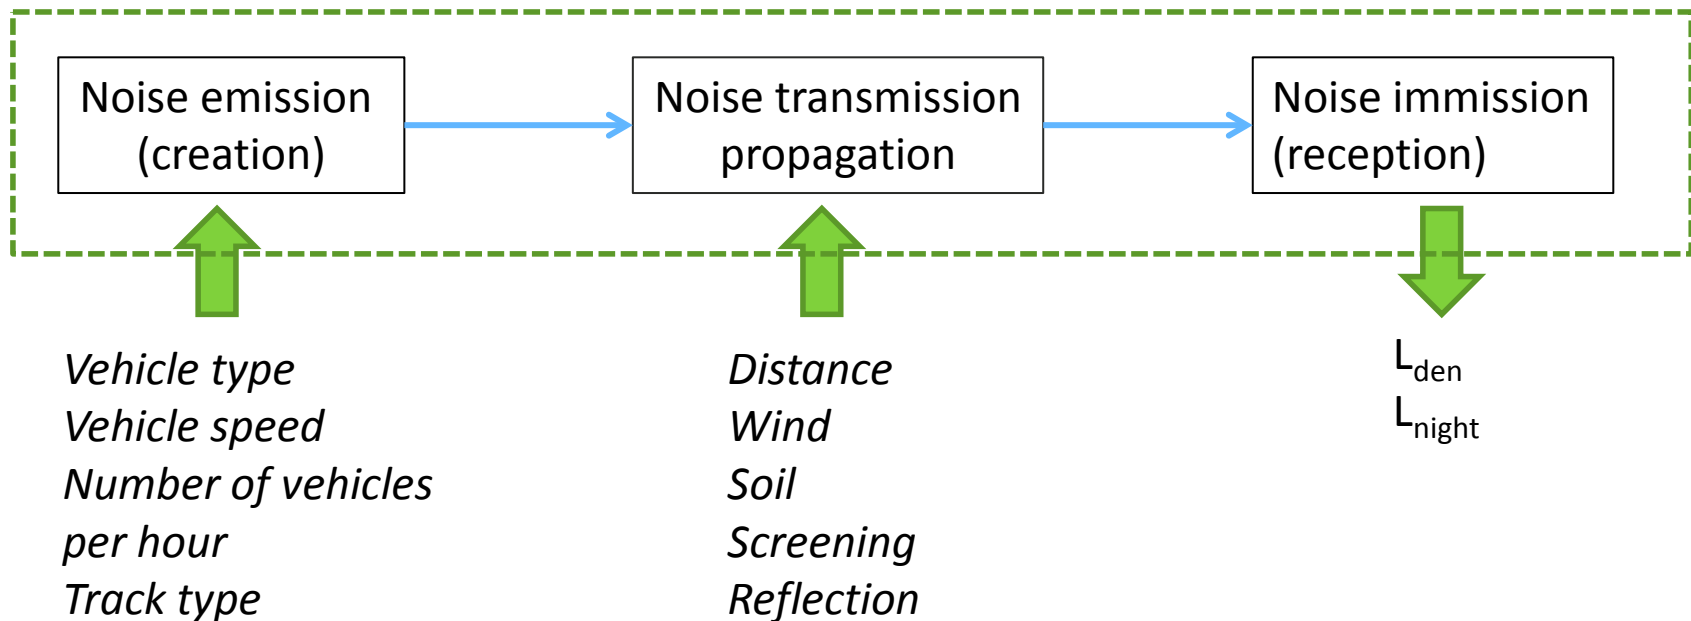 Noise emission
(creation)
Noise transmission
propagation
Noise immission
(reception)
Vehicle type
Vehicle speed
Number of vehicles
per hour
Track type
Distance
Wind
Soil
Screening
Reflection
Lden
Lnight